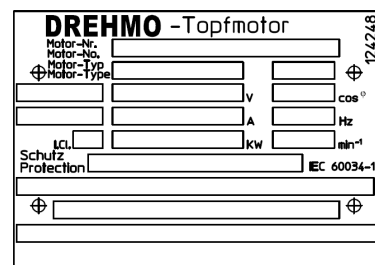 DREHMO -Topfmotor
124248
Motor-Nr.
Motor-No.
Motor-Typ
Motor-Type
V
cosφ
A
Hz
I.Cl.
KW
min⁻¹
Schutz
Protection
IEC 60034-1